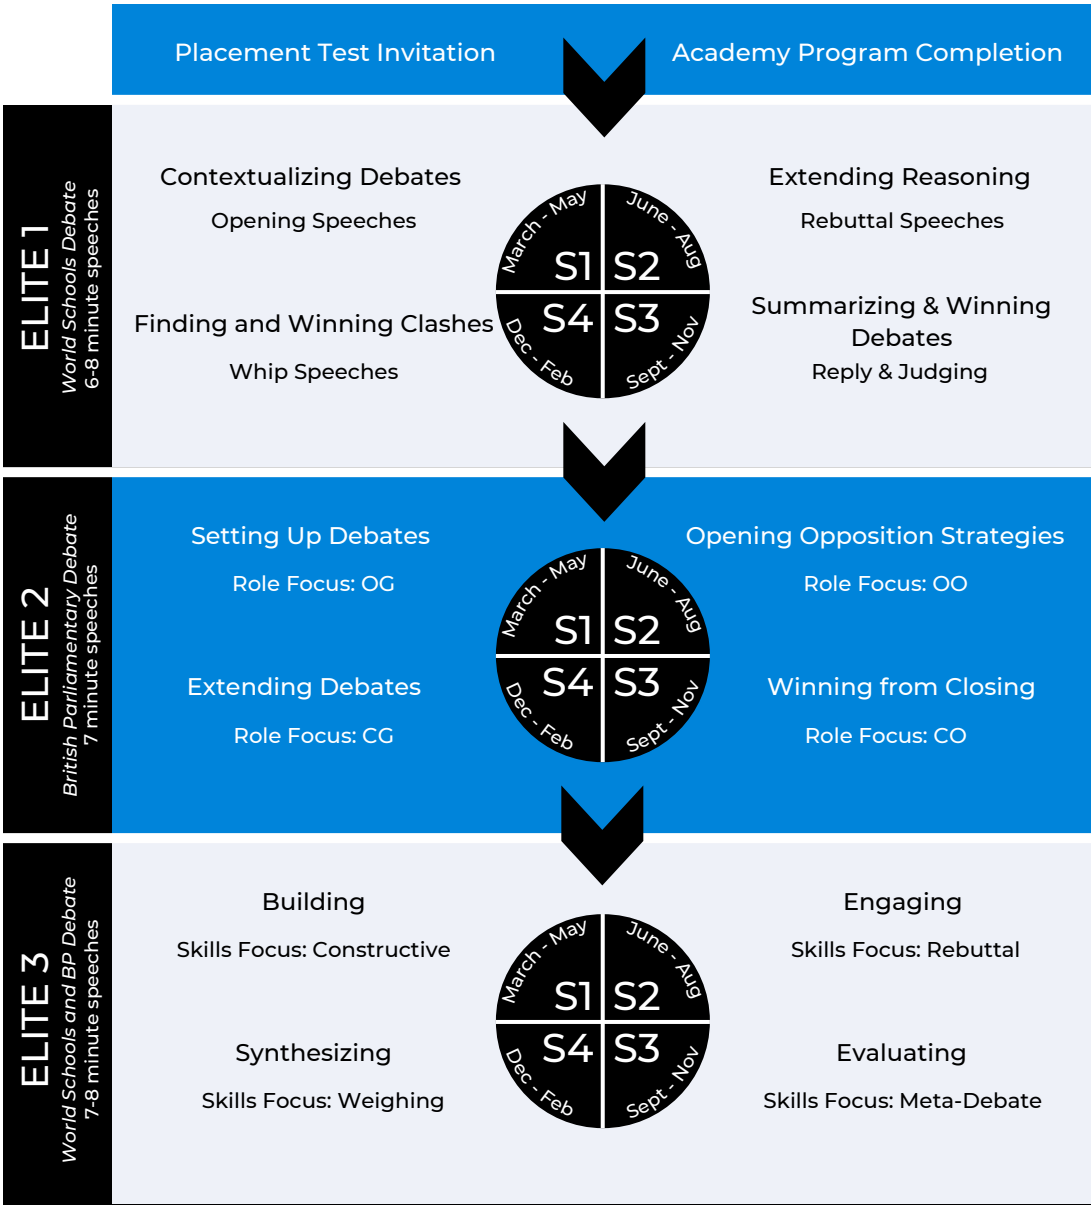 Placement Test Invitation
Academy Program Completion
ELITE 1
World Schools Debate
6-8 minute speeches
Contextualizing Debates
Opening Speeches
Extending Reasoning
Rebuttal Speeches
March - May
June - Aug
S1
S2
S4
S3
Dec - Feb
Sept - Nov
Finding and Winning Clashes
Whip Speeches
Summarizing & Winning
Debates
Reply & Judging
ELITE 2
British Parliamentary Debate
7 minute speeches
Setting Up Debates
Role Focus: OG
Opening Opposition Strategies
Role Focus: OO
March - May
June - Aug
S1
S2
S4
S3
Dec - Feb
Sept - Nov
Extending Debates
Role Focus: CG
Winning from Closing
Role Focus: CO
ELITE 3
World Schools and BP Debate
7-8 minute speeches
Building
Skills Focus: Constructive
Engaging
Skills Focus: Rebuttal
March - May
June - Aug
S1
S2
S4
S3
Dec - Feb
Sept - Nov
Synthesizing
Skills Focus: Weighing
Evaluating
Skills Focus: Meta-Debate